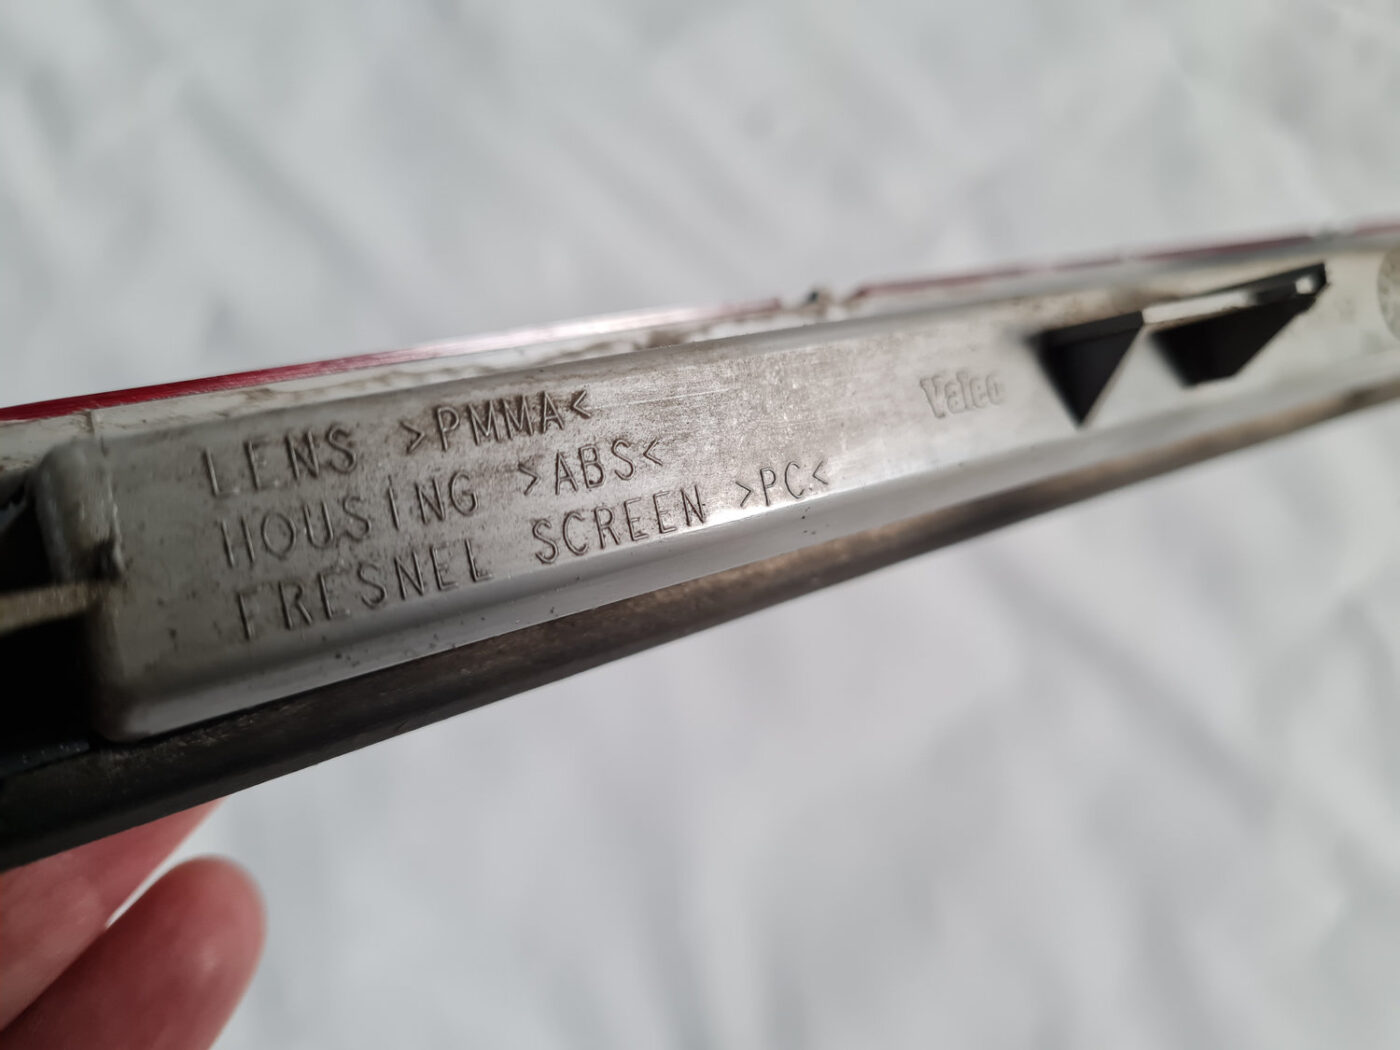 LENS >PMMA<
HOUSING >ABS<
FRESNEL SCREEN >PC<
Valeo